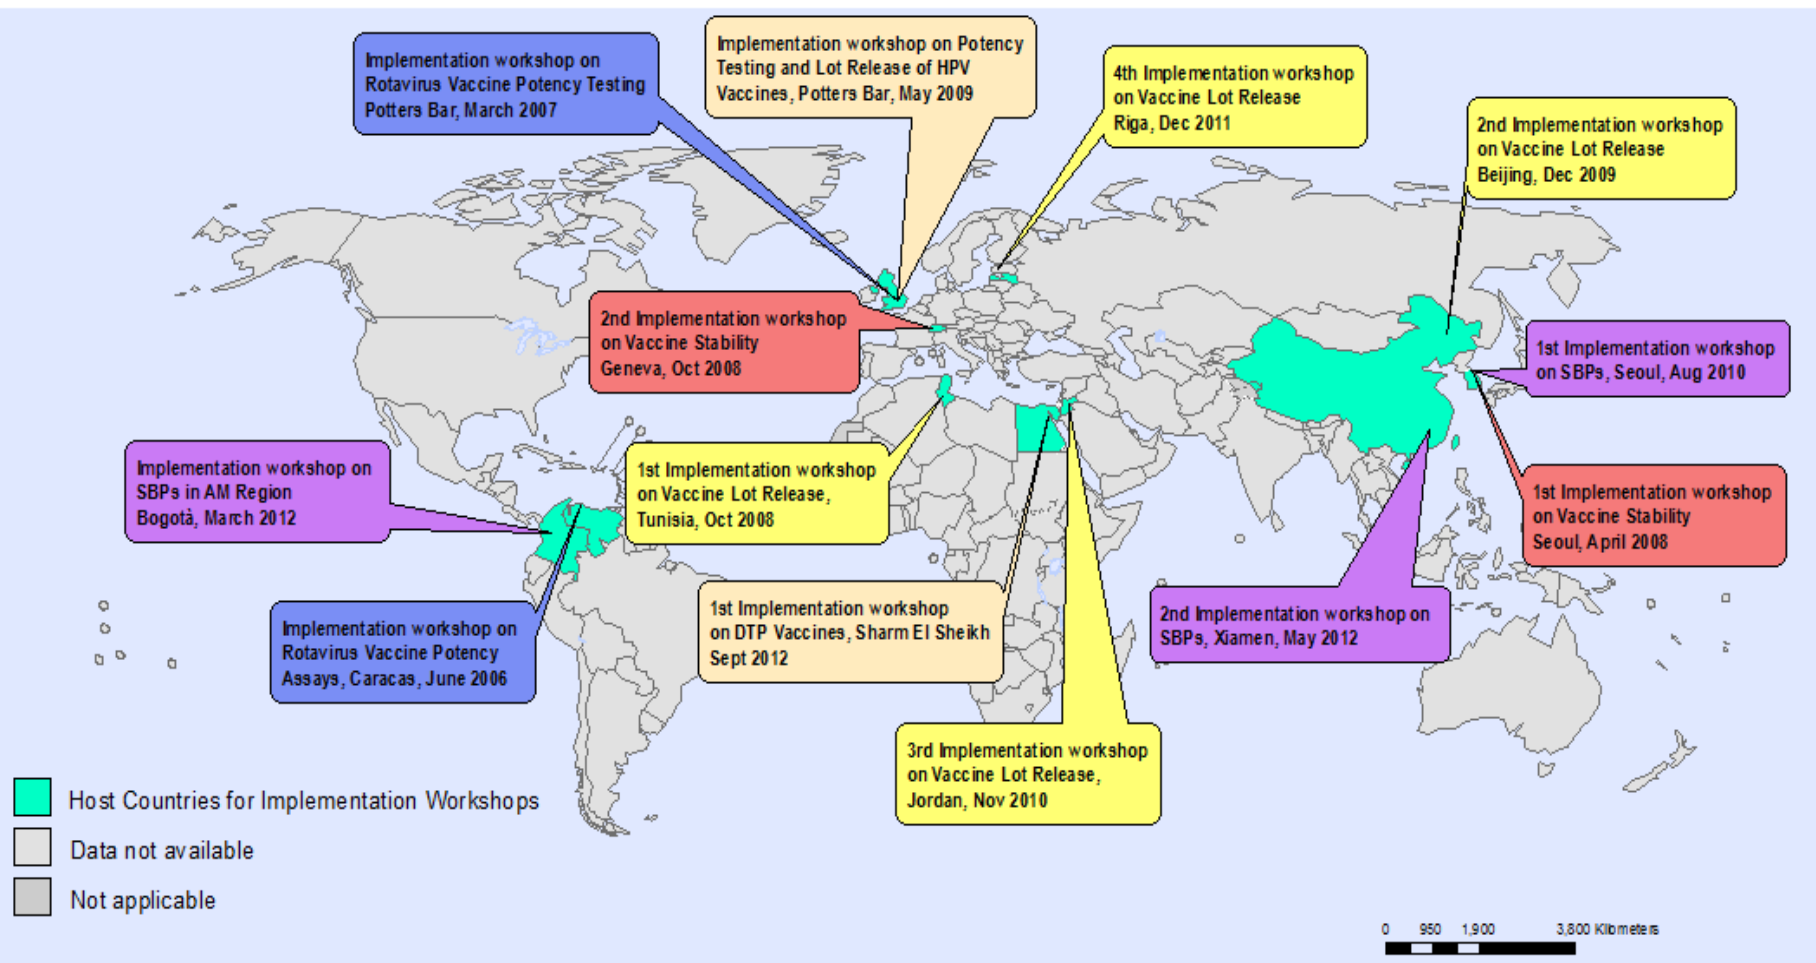 Implementation workshop on
Rotavirus Vaccine Potency Testing
Potters Bar, March 2007
Implementation workshop on Potency
Testing and Lot Release of HPV
Vaccines, Potters Bar, May 2009
4th Implementation workshop
on Vaccine Lot Release
Riga, Dec 2011
2nd Implementation workshop
on Vaccine Lot Release
Beijing, Dec 2009
2nd Implementation workshop
on Vaccine Stability
Geneva, Oct 2008
1st Implementation workshop
on SBPs, Seoul, Aug 2010
Implementation workshop on
SBPs in AM Region
Bogotà, March 2012
1st Implementation workshop
on Vaccine Lot Release,
Tunisia, Oct 2008
1st Implementation workshop
on Vaccine Stability
Seoul, April 2008
Implementation workshop on
Rotavirus Vaccine Potency
Assays, Caracas, June 2006
1st Implementation workshop
on DTP Vaccines, Sharm El Sheikh
Sept 2012
2nd Implementation workshop on
SBPs, Xiamen, May 2012
3rd Implementation workshop
on Vaccine Lot Release,
Jordan, Nov 2010
Host Countries for Implementation Workshops
Data not available
Not applicable
0 950 1,900 3,800 Kilometers